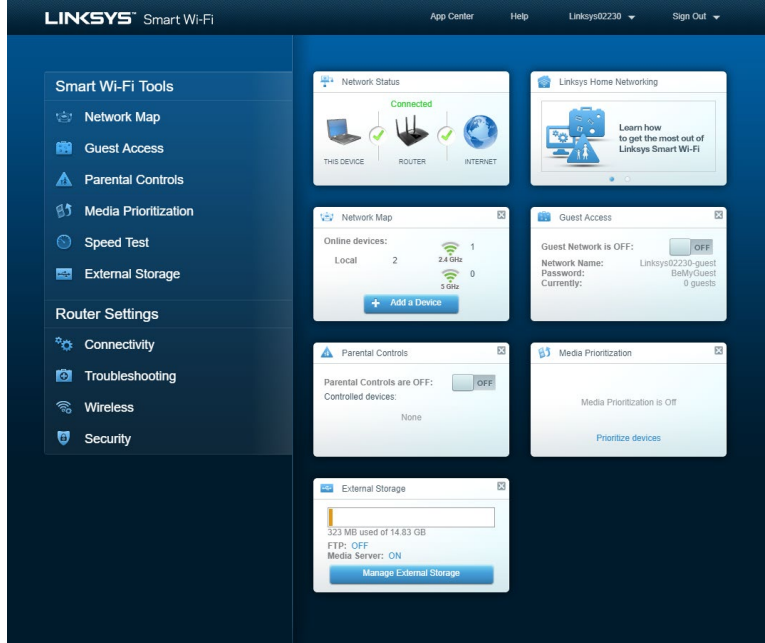 LINKSYS™ Smart Wi-Fi
App Center Help Linksys02230 Sign Out
Smart Wi-Fi Tools
Network Map
Guest Access
Parental Controls
Media Prioritization
Speed Test
External Storage
Router Settings
Connectivity
Troubleshooting
Wireless
Security
Network Status
Connected
THIS DEVICE ROUTER INTERNET
Linksys Home Networking
Learn how
to get the most out of
Linksys Smart Wi-Fi
Network Map
Online devices:
Local 2
1
2.4 GHz
0
5 GHz
+ Add a Device
Guest Access
Guest Network is OFF: OFF
Network Name: Linksys02230-guest
Password: BeMyGuest
Currently: 0 guests
Parental Controls
Parental Controls are OFF: OFF
Controlled devices:
None
Media Prioritization
Media Prioritization is Off
Prioritize devices
External Storage
323 MB used of 14.83 GB
FTP: OFF
Media Server: ON
Manage External Storage